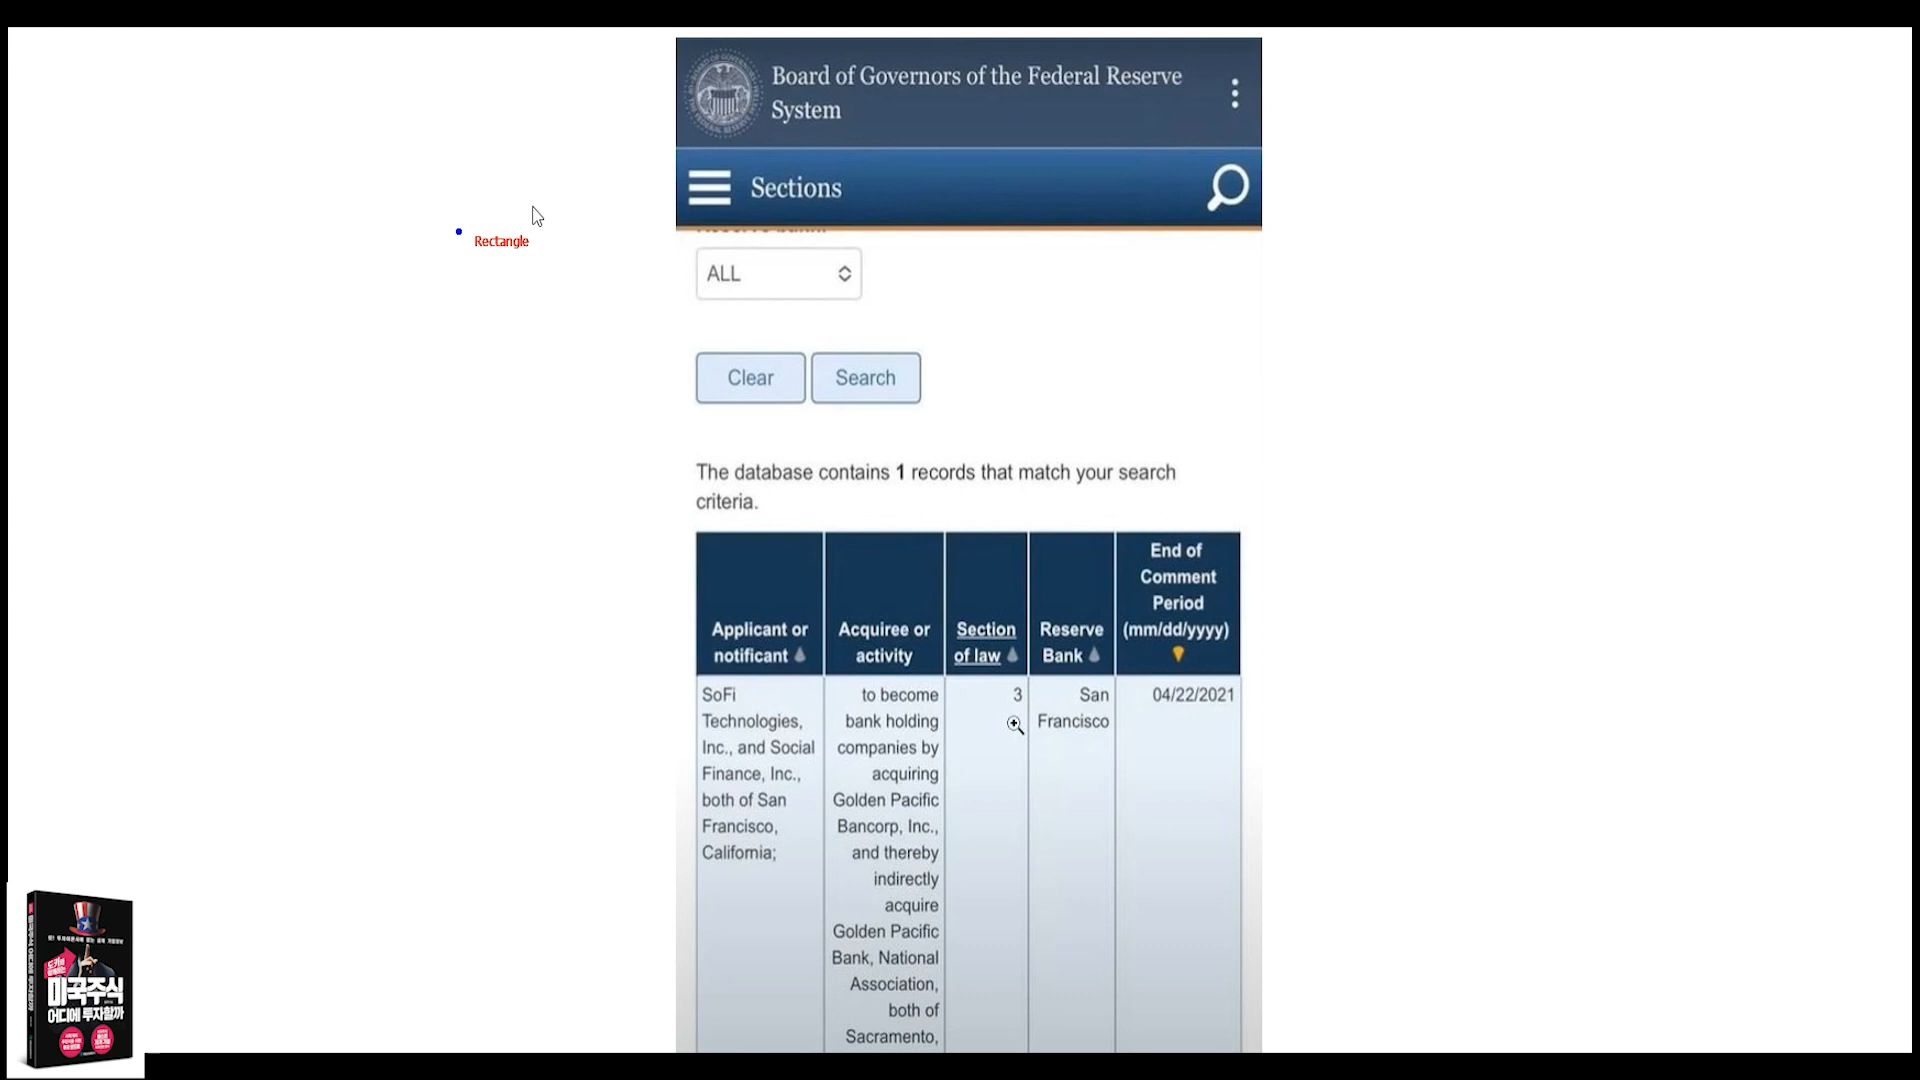 Board of Governors of the Federal Reserve
System
Sections
Rectangle
ALL
Clear
Search
The database contains 1 records that match your search
criteria.
Applicant or
notificant
Acquiree or
activity
Section
of law
Reserve
Bank
End of
Comment
Period
(mm/dd/yyyy)
SoFi
Technologies,
Inc., and Social
Finance, Inc.,
both of San
Francisco,
California;
to become
bank holding
companies by
acquiring
Golden Pacific
Bancorp, Inc.,
and thereby
indirectly
acquire
Golden Pacific
Bank, National
Association,
both of
Sacramento,
3
San
Francisco
04/22/2021
미국주식
어디에 투자할까